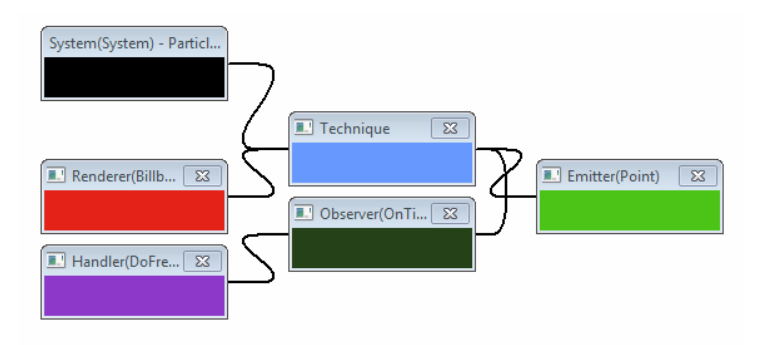 System(System) - Particl...
Technique
Renderer(Billb...
Emitter(Point)
Observer(OnTi...
Handler(DoFre...